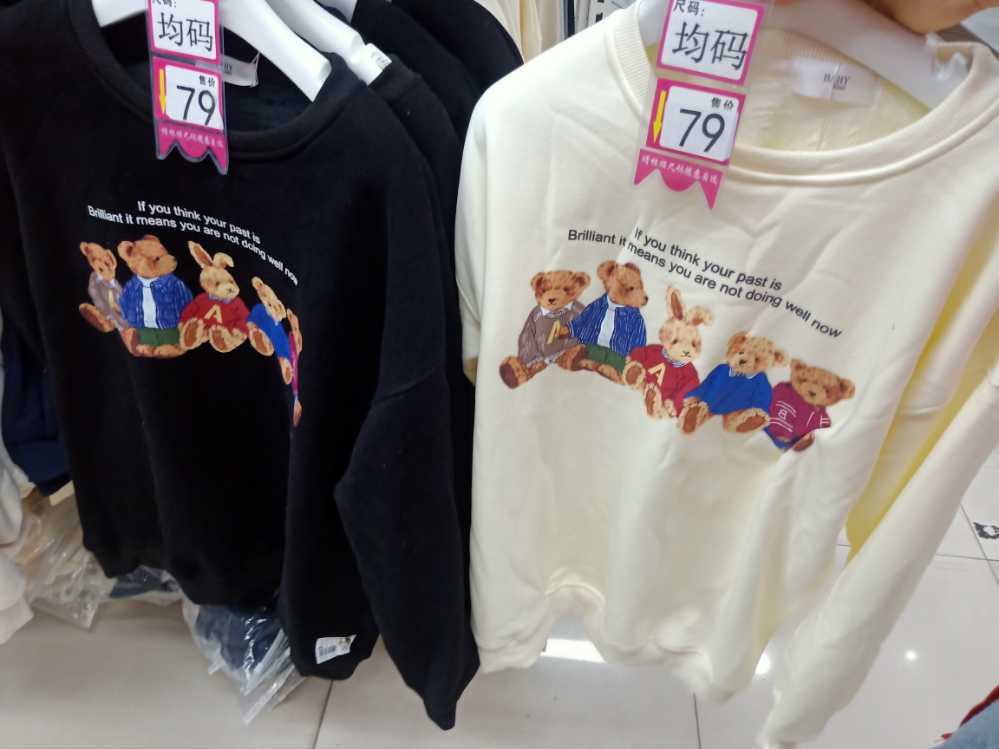 尺码:
均码
售价
79
If you think your past is
Brilliant it means you are not doing well now
A
尺码:
均码
售价
79
If you think your past is
Brilliant it means you are not doing well now
A
A